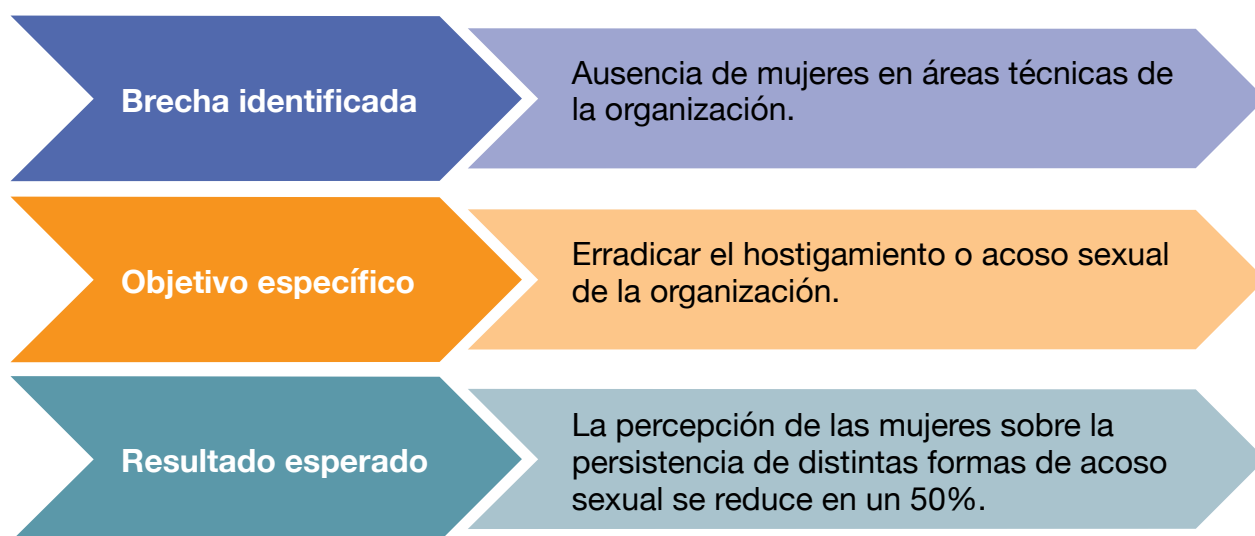 Brecha identificada
Ausencia de mujeres en áreas técnicas de
la organización.
Objetivo específico
Erradicar el hostigamiento o acoso sexual
de la organización.
Resultado esperado
La percepción de las mujeres sobre la
persistencia de distintas formas de acoso
sexual se reduce en un 50%.